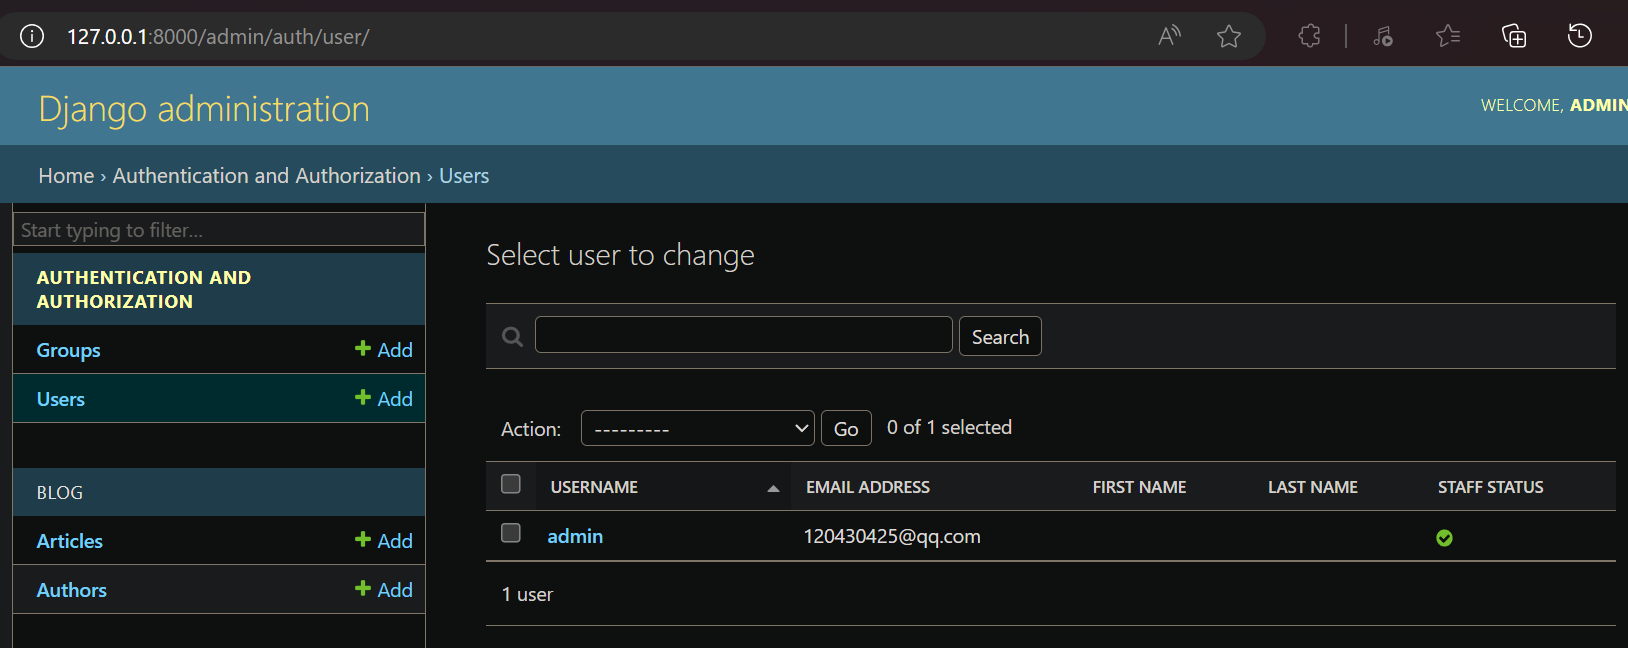 127.0.0.1:8000/admin/auth/user/
Django administration
WELCOME, ADMIN
Home › Authentication and Authorization › Users
Start typing to filter...
AUTHENTICATION AND
AUTHORIZATION
Groups + Add
Users + Add
BLOG
Articles + Add
Authors + Add
Select user to change
Search
Action: --------- Go 0 of 1 selected
USERNAME EMAIL ADDRESS FIRST NAME LAST NAME STAFF STATUS
admin 120430425@qq.com
1 user